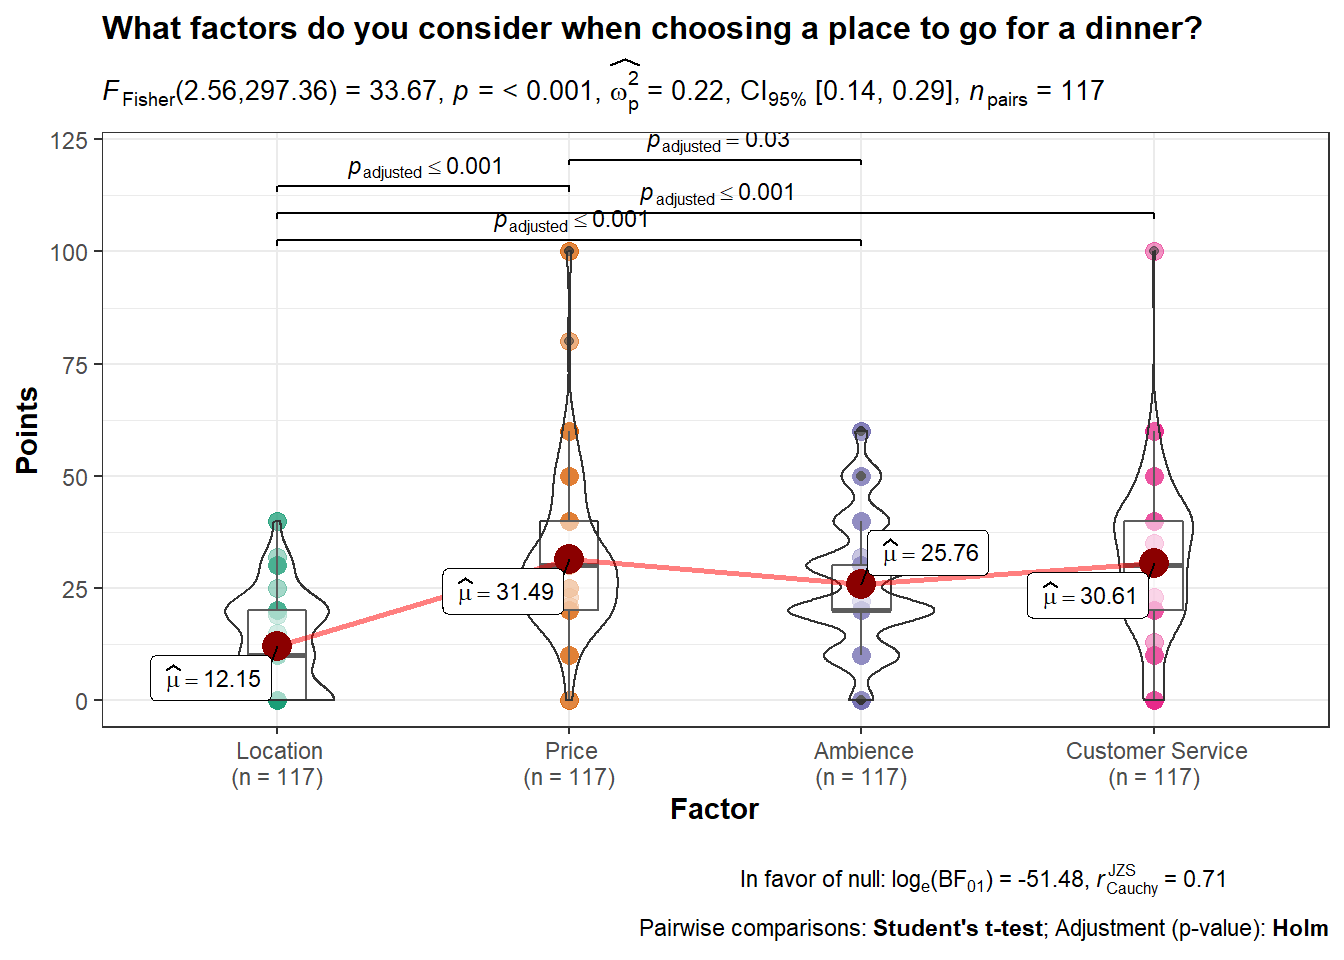 What factors do you consider when choosing a place to go for a dinner?
F Fisher(2.56,297.36) = 33.67, p = < 0.001, ω̂²p = 0.22, CI95% [0.14, 0.29], npairs = 117
125
padjusted = 0.03
padjusted ≤ 0.001
padjusted ≤ 0.001
padjusted ≤ 0.001
100
75
50
25
0
Points
μ̂ = 12.15
μ̂ = 31.49
μ̂ = 25.76
μ̂ = 30.61
Location
(n = 117)
Price
(n = 117)
Ambience
(n = 117)
Customer Service
(n = 117)
Factor
In favor of null: loge(BF01) = -51.48, r JZS Cauchy = 0.71
Pairwise comparisons: Student's t-test; Adjustment (p-value): Holm